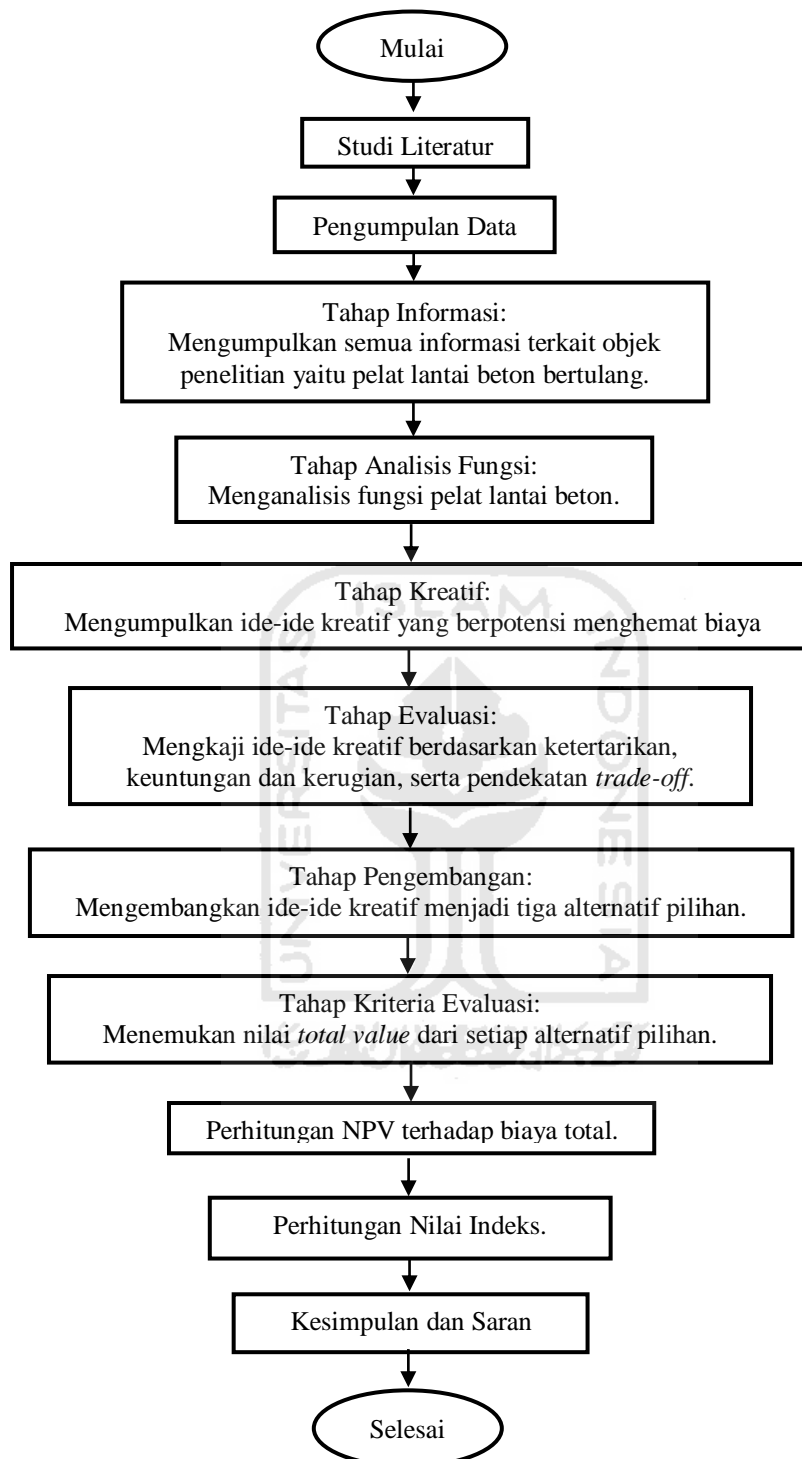 Mulai
Studi Literatur
Pengumpulan Data
Tahap Informasi:
Mengumpulkan semua informasi terkait objek
penelitian yaitu pelat lantai beton bertulang.
Tahap Analisis Fungsi:
Menganalisis fungsi pelat lantai beton.
Tahap Kreatif:
Mengumpulkan ide-ide kreatif yang berpotensi menghemat biaya
Tahap Evaluasi:
Mengkaji ide-ide kreatif berdasarkan ketertarikan,
keuntungan dan kerugian, serta pendekatan trade-off.
Tahap Pengembangan:
Mengembangkan ide-ide kreatif menjadi tiga alternatif pilihan.
Tahap Kriteria Evaluasi:
Menemukan nilai total value dari setiap alternatif pilihan.
Perhitungan NPV terhadap biaya total.
Perhitungan Nilai Indeks.
Kesimpulan dan Saran
Selesai
UNIVERSITAS
ISLAM
INDONESIA